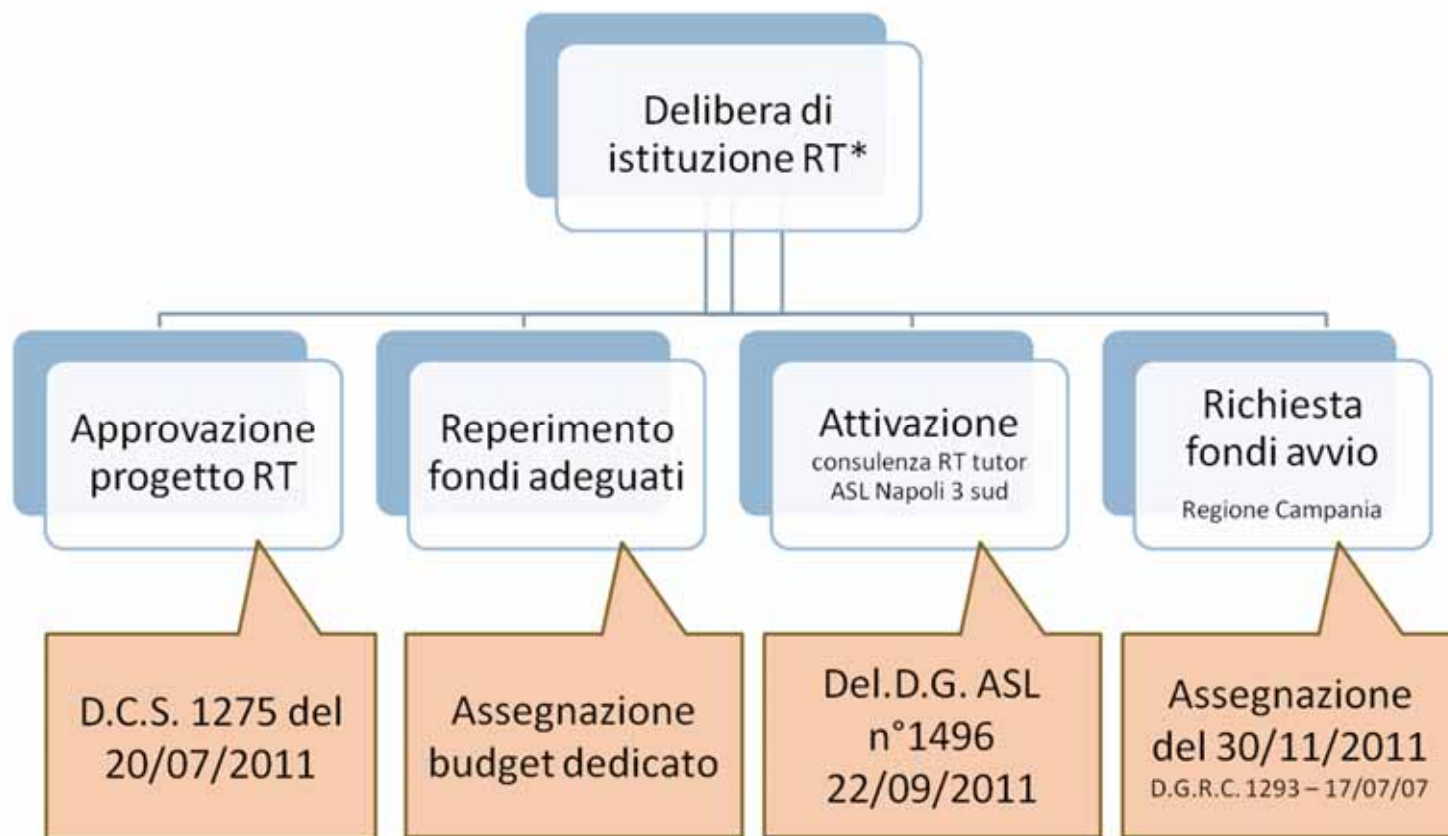 Delibera di
istituzione RT*
Approvazione
progetto RT
Reperimento
fondi adeguati
Attivazione
consulenza RT tutor
ASL Napoli 3 sud
Richiesta
fondi avvio
Regione Campania
D.C.S. 1275 del
20/07/2011
Assegnazione
budget dedicato
Del.D.G. ASL
n°1496
22/09/2011
Assegnazione
del 30/11/2011
D.G.R.C. 1293 – 17/07/07